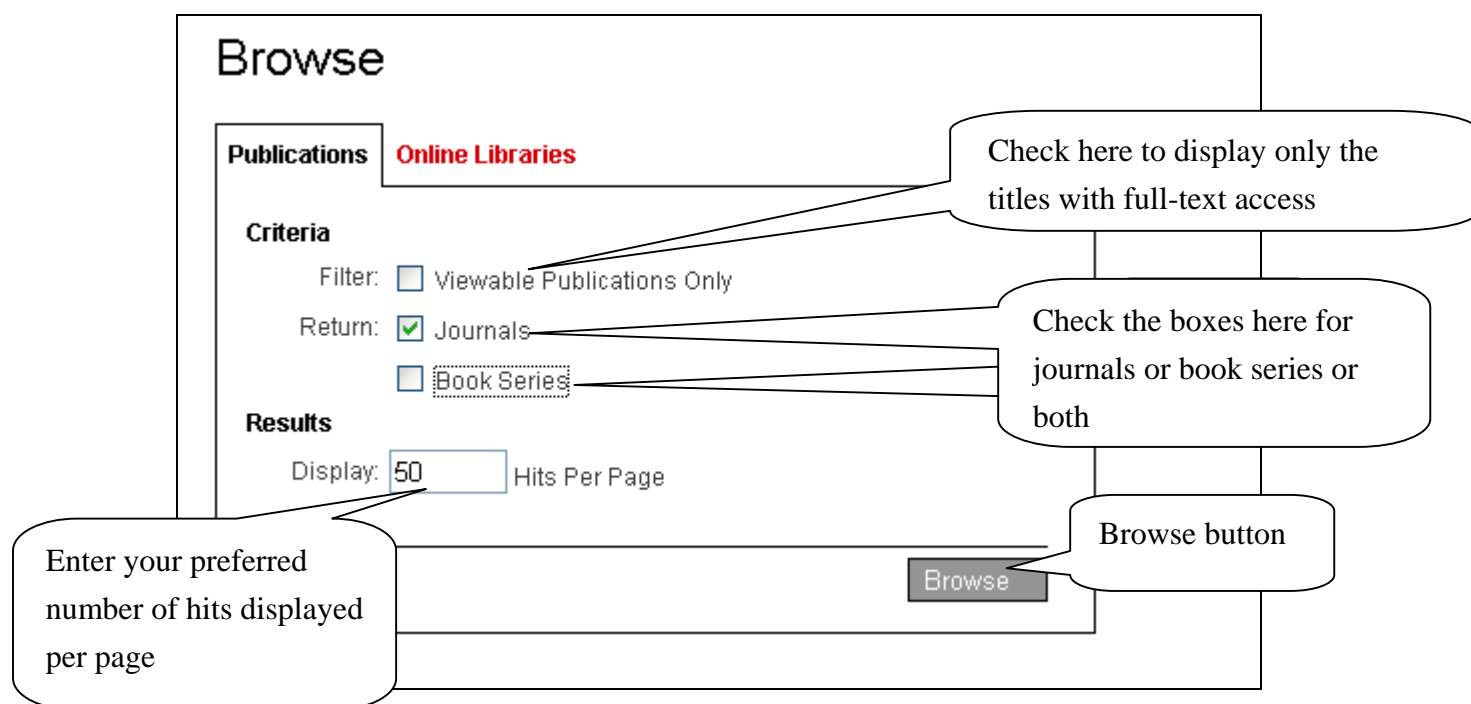 Browse
Publications Online Libraries
Check here to display only the
titles with full-text access
Criteria
Filter: Viewable Publications Only
Return: Journals
Book Series
Check the boxes here for
journals or book series or
both
Results
Display: 50 Hits Per Page
Enter your preferred
number of hits displayed
per page
Browse button
Browse